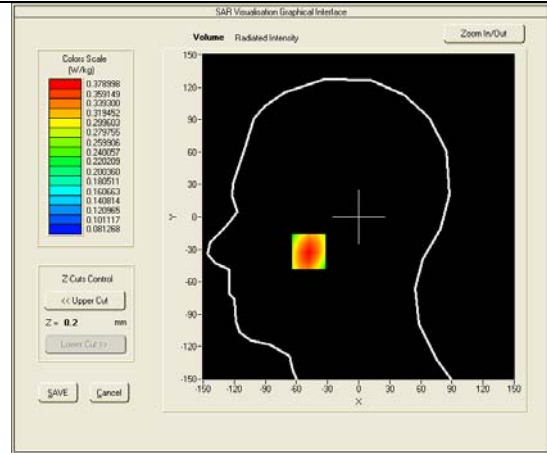 SAR Visualisation Graphical Interface
Volume Radiated Intensity
Zoom In/Out
Colors Scale
(W/kg)
0.378998
0.359149
0.339300
0.319452
0.299603
0.279755
0.259906
0.240057
0.220209
0.200360
0.180511
0.160663
0.140814
0.120965
0.101117
0.081268
Z Cuts Control
<< Upper Cut
Z = 0.2 mm
Lower Cut >>
SAVE Cancel
150
120
90
60
30
0
-30
-60
-90
-120
-150
Y
-150 -120 -90 -60 -30 0 30 60 90 120 150
X